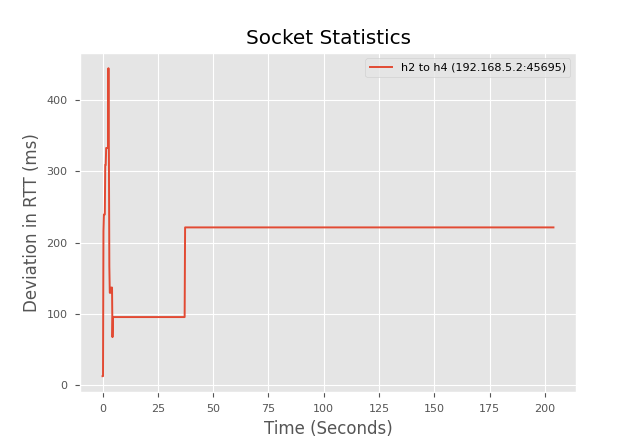 Socket Statistics
h2 to h4 (192.168.5.2:45695)
Deviation in RTT (ms)
400
300
200
100
0
0 25 50 75 100 125 150 175 200
Time (Seconds)